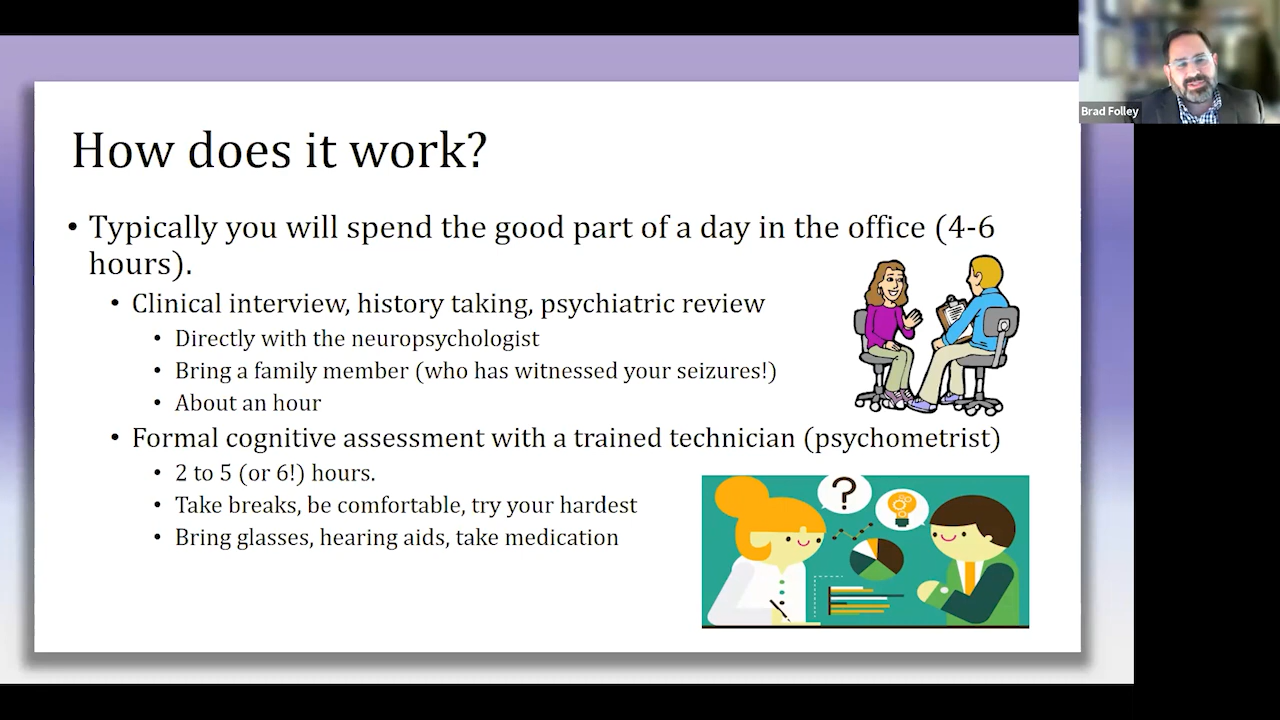 Brad Folley
How does it work?
• Typically you will spend the good part of a day in the office (4-6
hours).
• Clinical interview, history taking, psychiatric review
• Directly with the neuropsychologist
• Bring a family member (who has witnessed your seizures!)
• About an hour
• Formal cognitive assessment with a trained technician (psychometrist)
• 2 to 5 (or 6!) hours.
• Take breaks, be comfortable, try your hardest
• Bring glasses, hearing aids, take medication
?